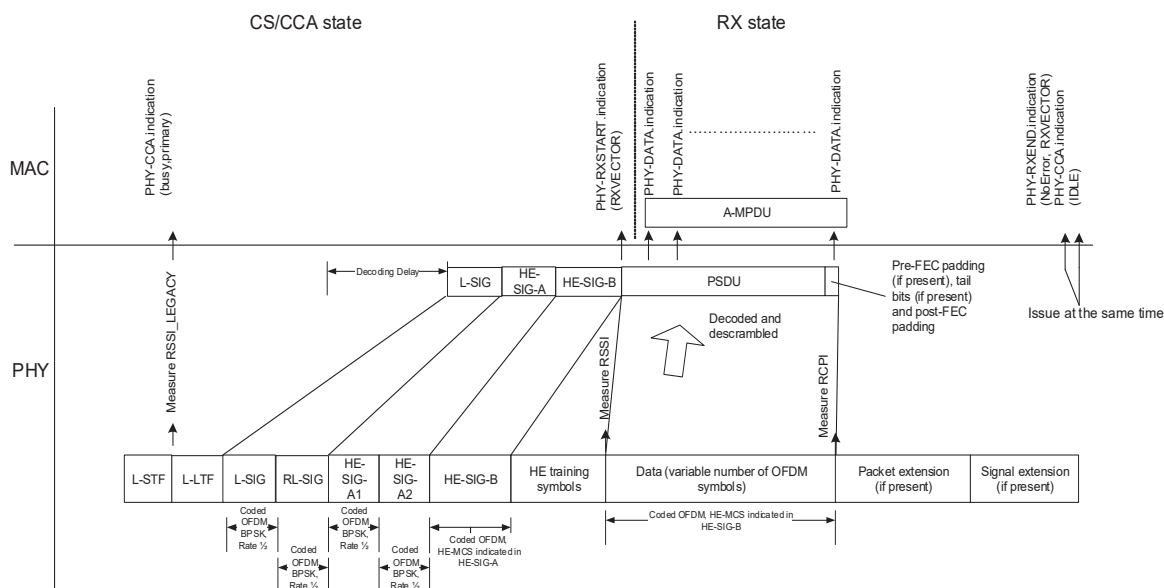 CS/CCA state
RX state
PHY-CCA.indication
(busy,primary)
PHY-RXSTART.indication
(RXVECTOR)
PHY-DATA.indication
PHY-DATA.indication
PHY-DATA.indication
PHY-RXEND.indication
(NoError, RXVECTOR)
PHY-CCA.indication
(IDLE)
MAC
A-MPDU
Decoding Delay
L-SIG
HE-
SIG-A
HE-SIG-B
PSDU
Pre-FEC padding
(if present), tail
bits (if present)
and post-FEC
padding
Issue at the same time
Measure RSSI_LEGACY
Decoded and
descrambled
PHY
Measure RSSI
Measure RCPI
L-STF
L-LTF
L-SIG
RL-SIG
HE-
SIG-
A1
HE-
SIG-
A2
HE-SIG-B
HE training
symbols
Data (variable number of OFDM
symbols)
Packet extension
(if present)
Signal extension
(if present)
Coded
OFDM,
BPSK,
Rate ½
Coded
OFDM,
BPSK,
Rate ½
Coded
OFDM,
BPSK,
Rate ½
Coded
OFDM,
BPSK,
Rate ½
Coded OFDM,
HE-MCS indicated in
HE-SIG-A
Coded OFDM, HE-MCS indicated in
HE-SIG-B